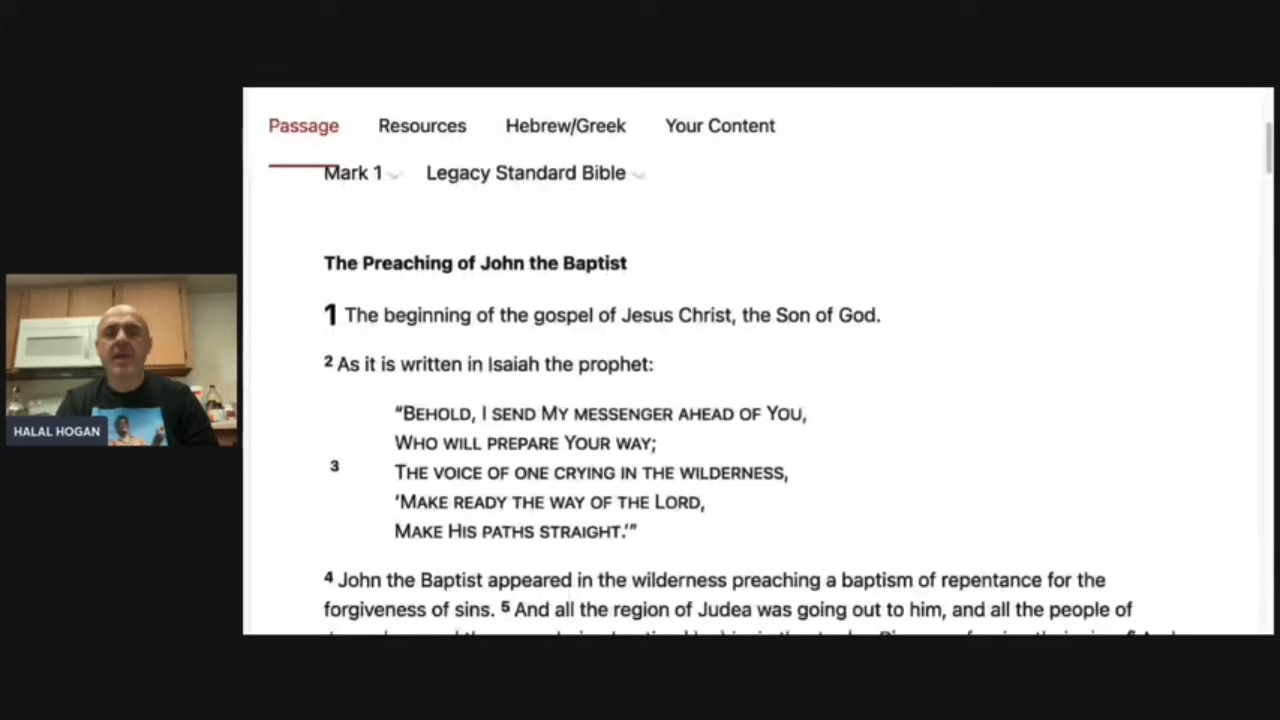 Passage Resources Hebrew/Greek Your Content
Mark 1 Legacy Standard Bible
The Preaching of John the Baptist
1 The beginning of the gospel of Jesus Christ, the Son of God.
2 As it is written in Isaiah the prophet:
“BEHOLD, I SEND MY MESSENGER AHEAD OF YOU,
WHO WILL PREPARE YOUR WAY;
3 THE VOICE OF ONE CRYING IN THE WILDERNESS,
‘MAKE READY THE WAY OF THE LORD,
MAKE HIS PATHS STRAIGHT.’”
4 John the Baptist appeared in the wilderness preaching a baptism of repentance for the
forgiveness of sins. 5 And all the region of Judea was going out to him, and all the people of
HALAL HOGAN